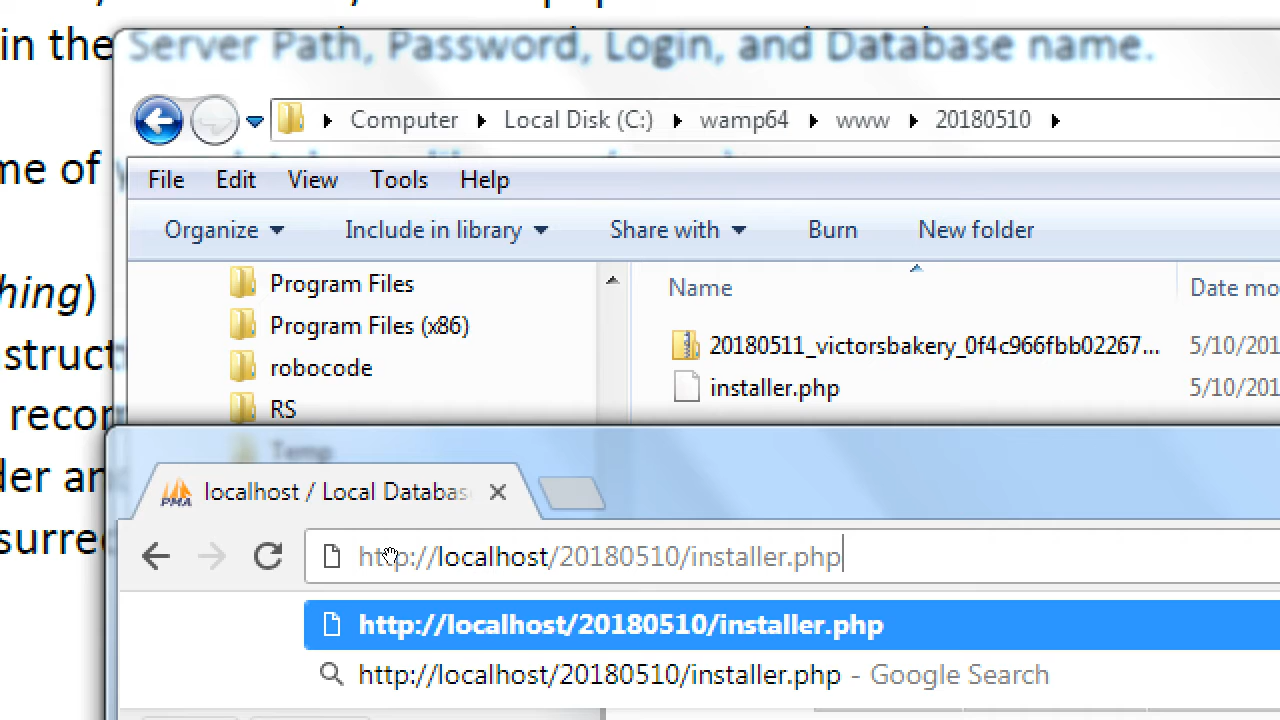 in the Server Path, Password, Login, and Database name.
Computer Local Disk (C:) wamp64 www 20180510
me of
File Edit View Tools Help
Organize Include in library Share with Burn New folder
Program Files
Name Date mo
hing)
Program Files (x86)
20180511_victorsbakery_0f4c966fbb02267... 5/10/201
struct
robocode
installer.php 5/10/201
recor
RS
Temp
der an
PMA localhost / Local Databas
surrec
http://localhost/20180510/installer.php
http://localhost/20180510/installer.php
http://localhost/20180510/installer.php - Google Search